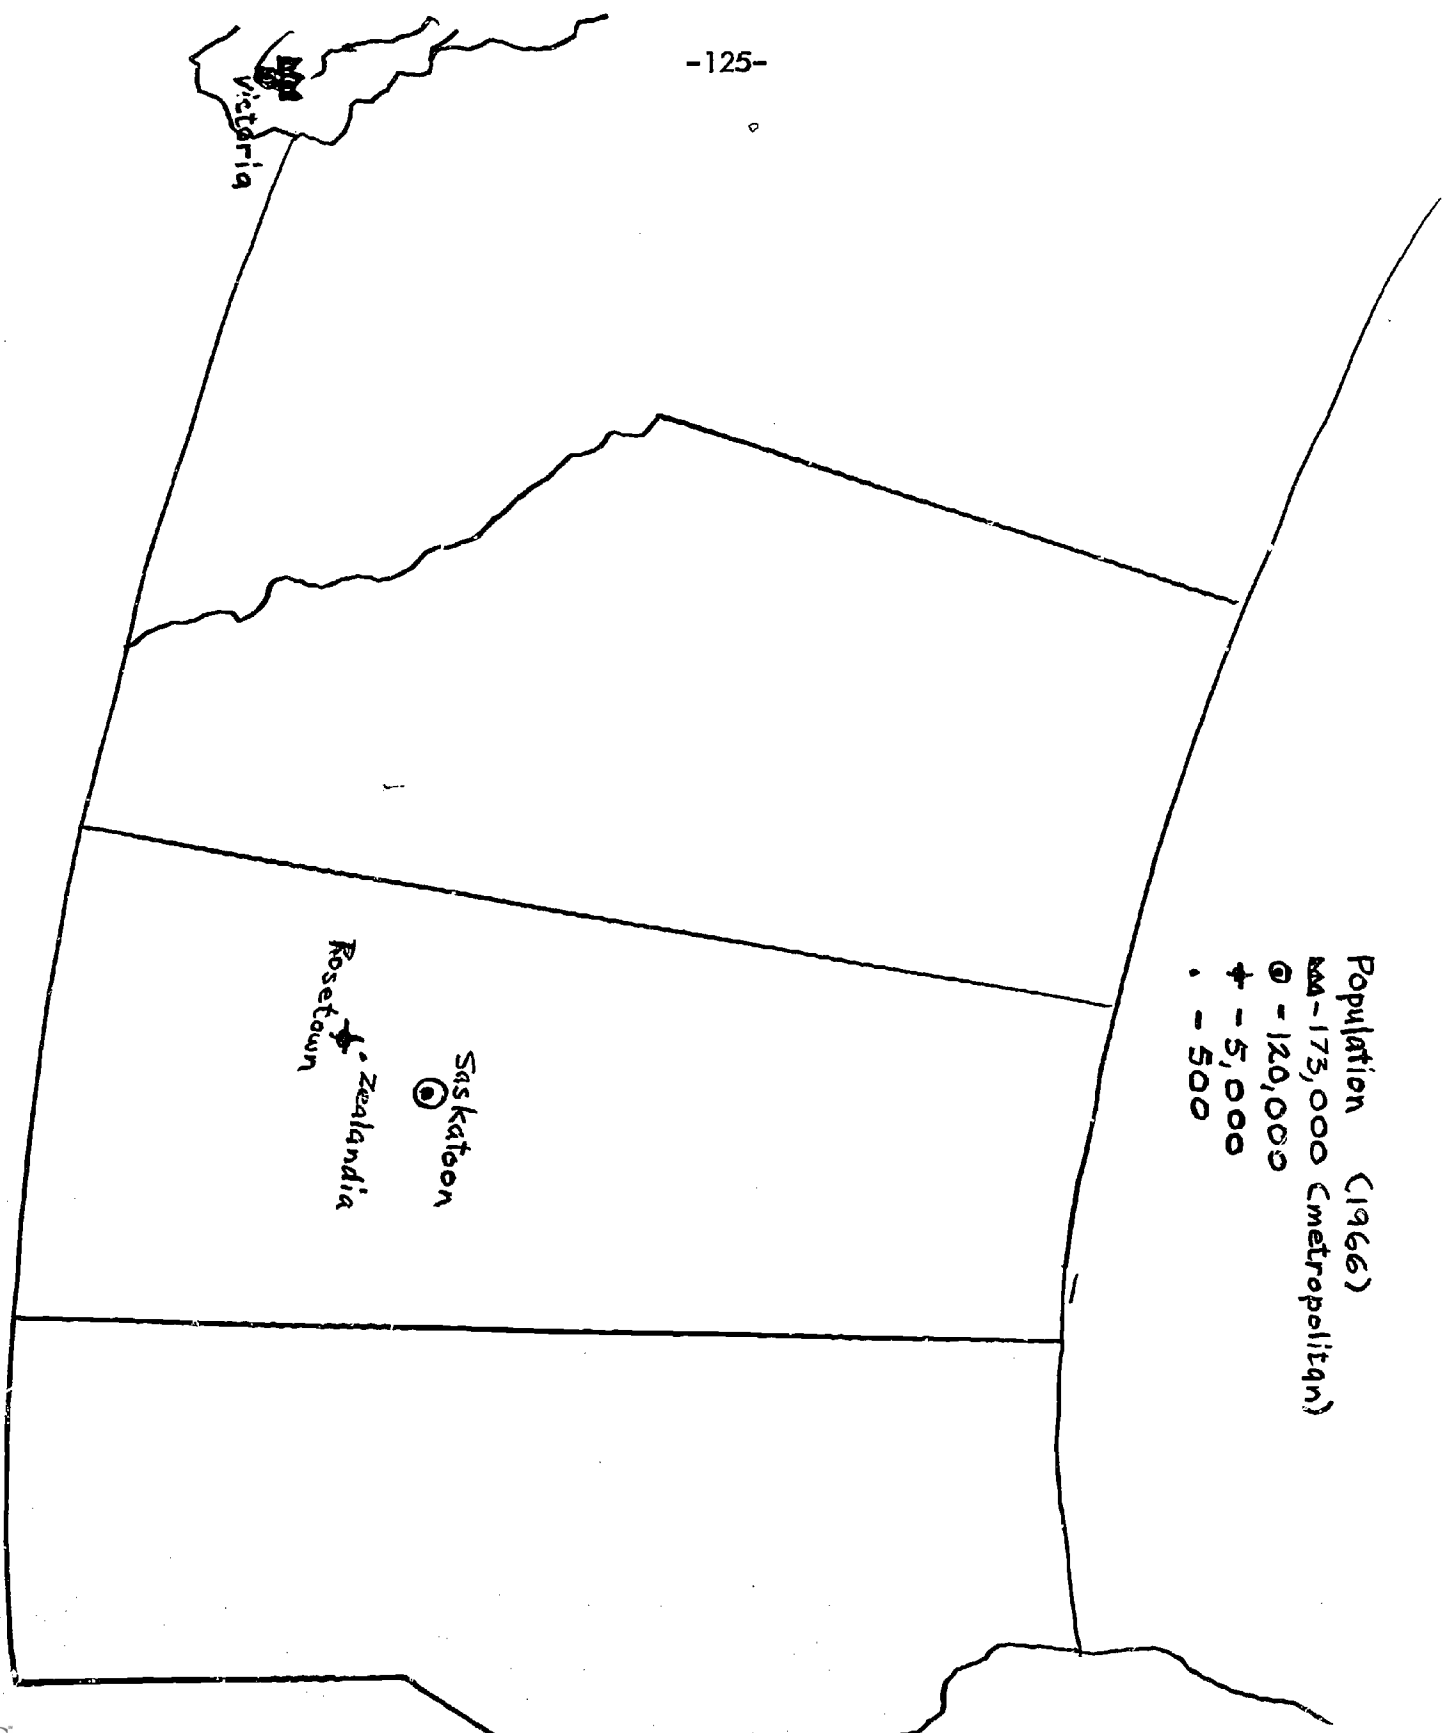 -125-
Population (1966)
-173,000 (metropolitan)
-120,000
-5,000
-500
Victoria
Saskatoon
Zealandia
Rosetown